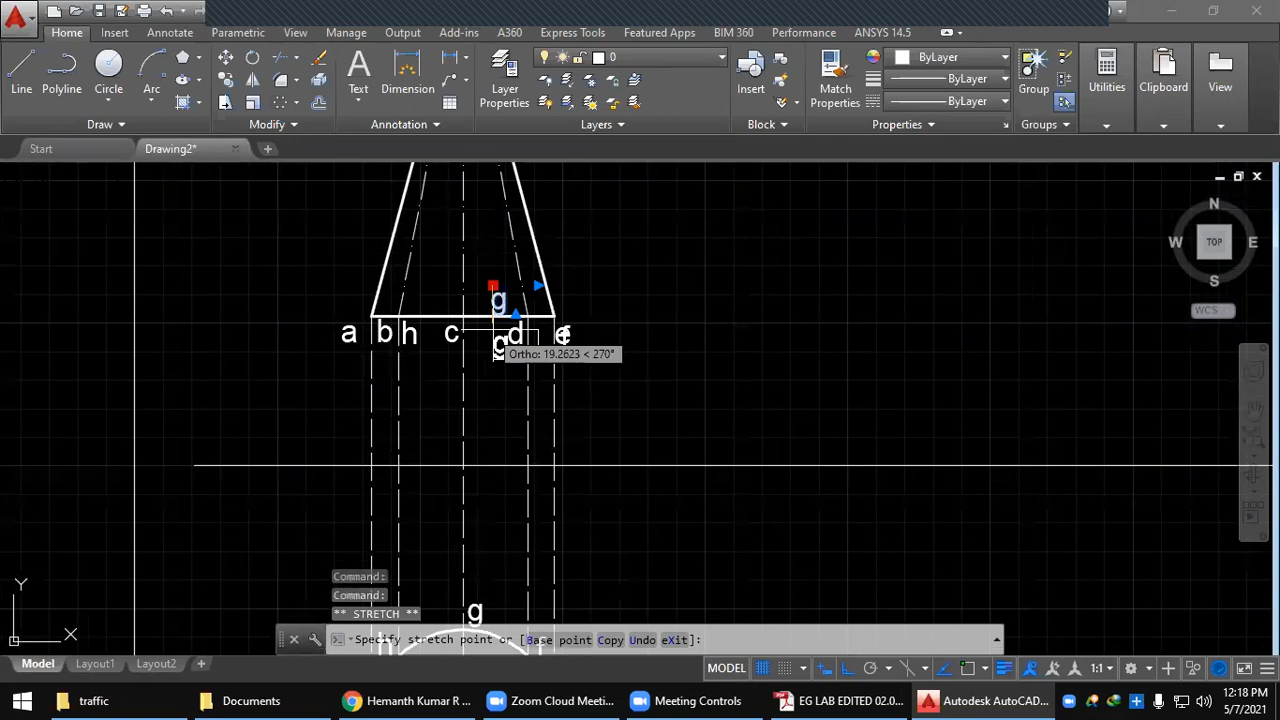 Home Insert Annotate Parametric View Manage Output Add-ins A360 Express Tools Featured Apps BIM 360 Performance ANSYS 14.5
Line Polyline Circle Arc Text Dimension Layer Properties 0 Insert Match Properties ByLayer Group Utilities Clipboard View
ByLayer
ByLayer
Draw Modify Annotation Layers Block Properties Groups
Start Drawing2*
N
W TOP E
S
WCS
g
a b h c d e f
g Ortho: 19.2623 < 270°
Command:
Command:
** STRETCH **
g
Specify stretch point or [Base point Copy Undo eXit]:
Y
X
Model Layout1 Layout2 + MODEL 1:1
traffic Documents Hemanth Kumar R ... Zoom Cloud Meeti... Meeting Controls EG LAB EDITED 02.0... Autodesk AutoCAD... 12:18 PM
5/7/2021